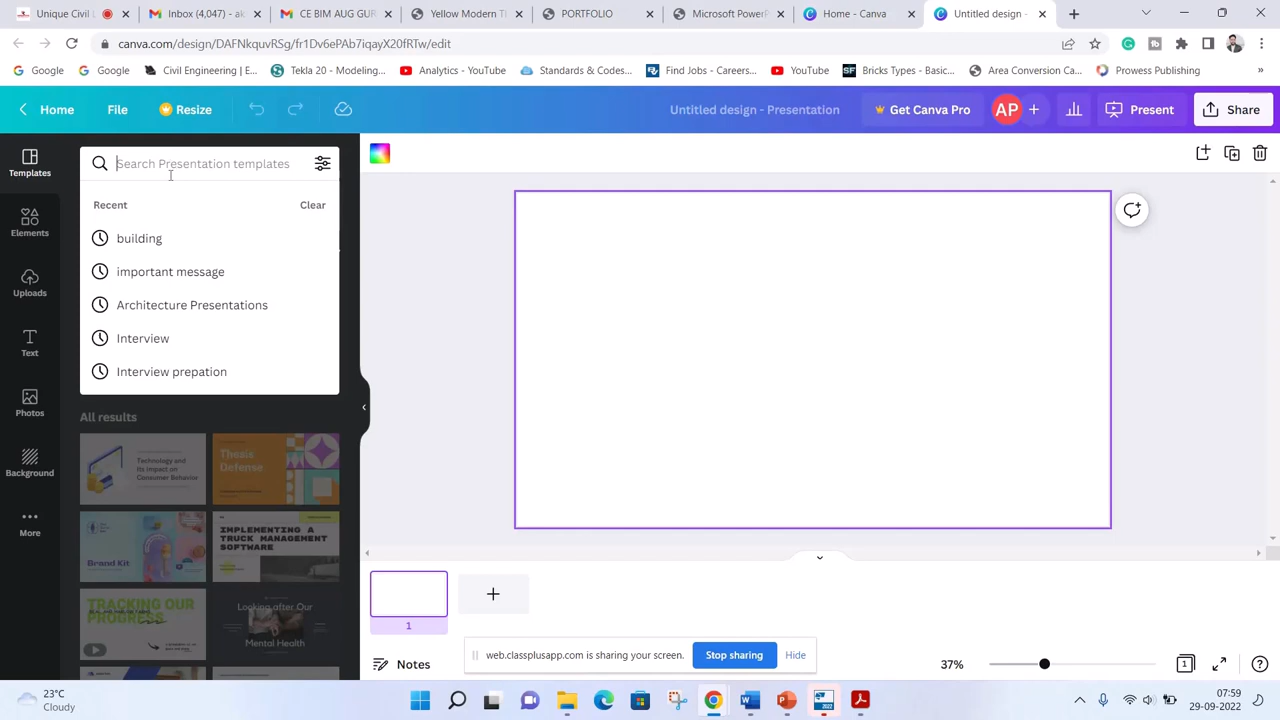 Unique Civil
Inbox (4,047) - ak
CE BIM AUG GUR
Yellow Modern Ti
PORTFOLIO
Microsoft PowerP
Home - Canva
Untitled design -
canva.com/design/DAFNkquvRSg/fr1Dv6ePAb7iqayX20fRTw/edit
Google
Google
Civil Engineering | E...
Tekla 20 - Modeling...
Analytics - YouTube
Standards & Codes...
Find Jobs - Careers...
YouTube
Bricks Types - Basic...
Area Conversion Ca...
Prowess Publishing
»
Home
File
Resize
Untitled design - Presentation
Get Canva Pro
AP
Present
Share
Templates
Elements
Uploads
Text
Photos
Background
More
Search Presentation templates
Recent
Clear
building
important message
Architecture Presentations
Interview
Interview prepation
All results
Technology and
its Impact on
Consumer Behavior
Thesis
Defense
Brand Kit
IMPLEMENTING A
TRUCK MANAGEMENT
SOFTWARE
TRACKING OUR
PROGRESS
Looking after Our
Mental Health
1
Notes
web.classplusapp.com is sharing your screen.
Stop sharing
Hide
37%
1
23°C
Cloudy
2022
07:59
29-09-2022